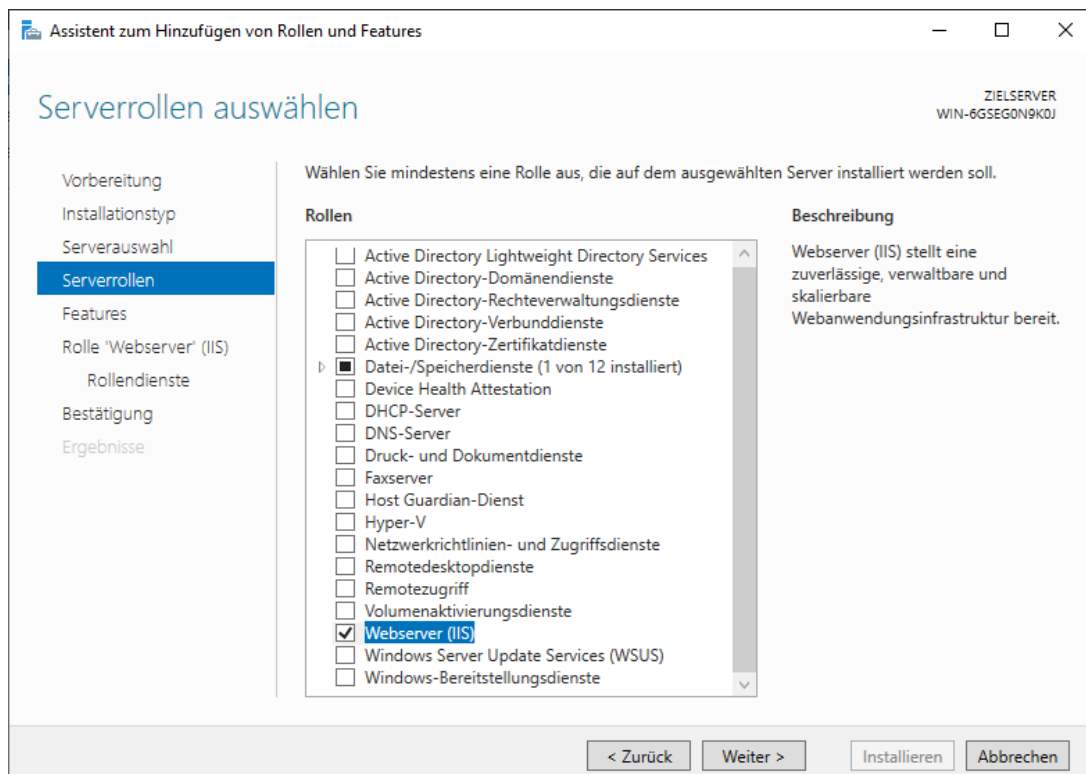 Assistent zum Hinzufügen von Rollen und Features
Serverrollen auswählen
ZIELSERVER
WIN-6GSEG0N9K0J
Vorbereitung
Installationstyp
Serverauswahl
Serverrollen
Features
Rolle 'Webserver' (IIS)
Rollendienste
Bestätigung
Ergebnisse
Wählen Sie mindestens eine Rolle aus, die auf dem ausgewählten Server installiert werden soll.
Rollen
Active Directory Lightweight Directory Services
Active Directory-Domänendienste
Active Directory-Rechteverwaltungsdienste
Active Directory-Verbunddienste
Active Directory-Zertifikatdienste
Datei-/Speicherdienste (1 von 12 installiert)
Device Health Attestation
DHCP-Server
DNS-Server
Druck- und Dokumentdienste
Faxserver
Host Guardian-Dienst
Hyper-V
Netzwerkrichtlinien- und Zugriffsdienste
Remotedesktopdienste
Remotezugriff
Volumenaktivierungsdienste
Webserver (IIS)
Windows Server Update Services (WSUS)
Windows-Bereitstellungsdienste
Beschreibung
Webserver (IIS) stellt eine
zuverlässige, verwaltbare und
skalierbare
Webanwendungsinfrastruktur bereit.
< Zurück
Weiter >
Installieren
Abbrechen